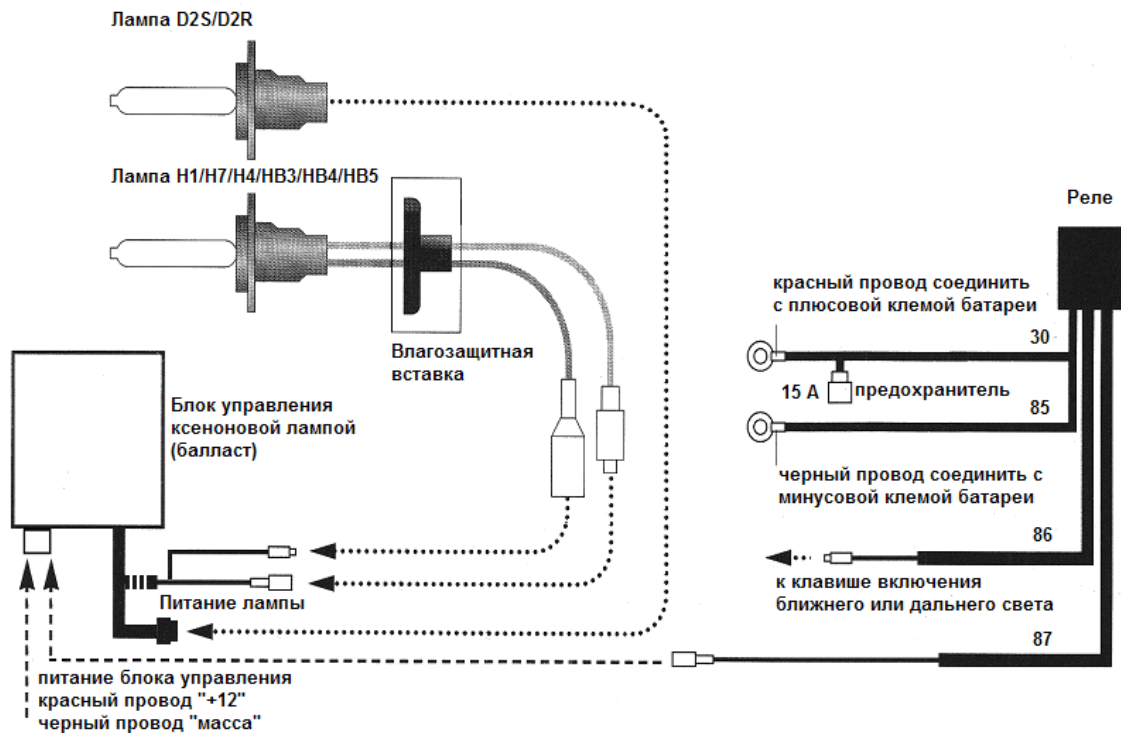 Лампа D2S/D2R
Лампа H1/H7/H4/HB3/HB4/HB5
Реле
красный провод соединить
с плюсовой клемой батареи
30
15 А
предохранитель
85
черный провод соединить с
минусовой клемой батареи
86
к клавише включения
ближнего или дальнего света
87
Влагозащитная
вставка
Блок управления
ксеноновой лампой
(балласт)
Питание лампы
питание блока управления
красный провод "+12"
черный провод "масса"